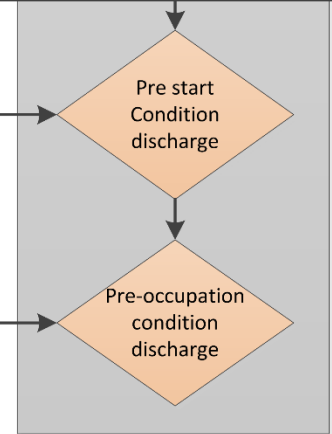 Pre start
Condition
discharge
Pre-occupation
condition
discharge